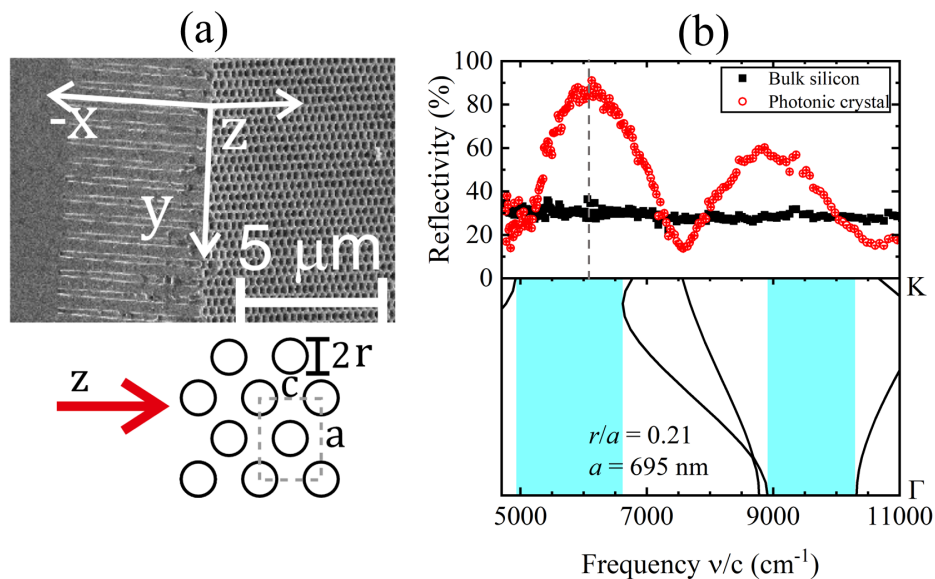 (a)
-x
z
y
5 μm
2r
z
c
a
(b)
Reflectivity (%)
100
80
60
40
20
0
Bulk silicon
Photonic crystal
K
r/a = 0.21
a = 695 nm
Γ
5000 7000 9000 11000
Frequency ν/c (cm⁻¹)